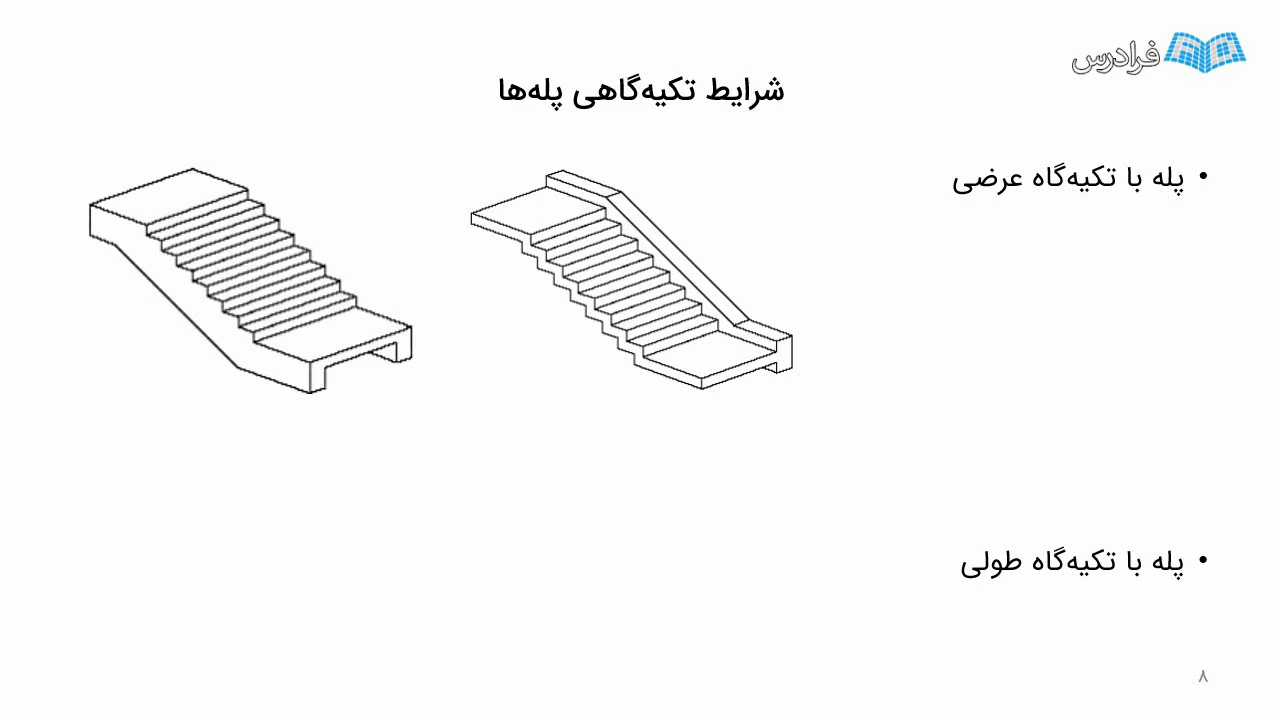 فرادرس
شرایط تکیه‌گاهی پله‌ها
• پله با تکیه‌گاه عرضی
• پله با تکیه‌گاه طولی
۸